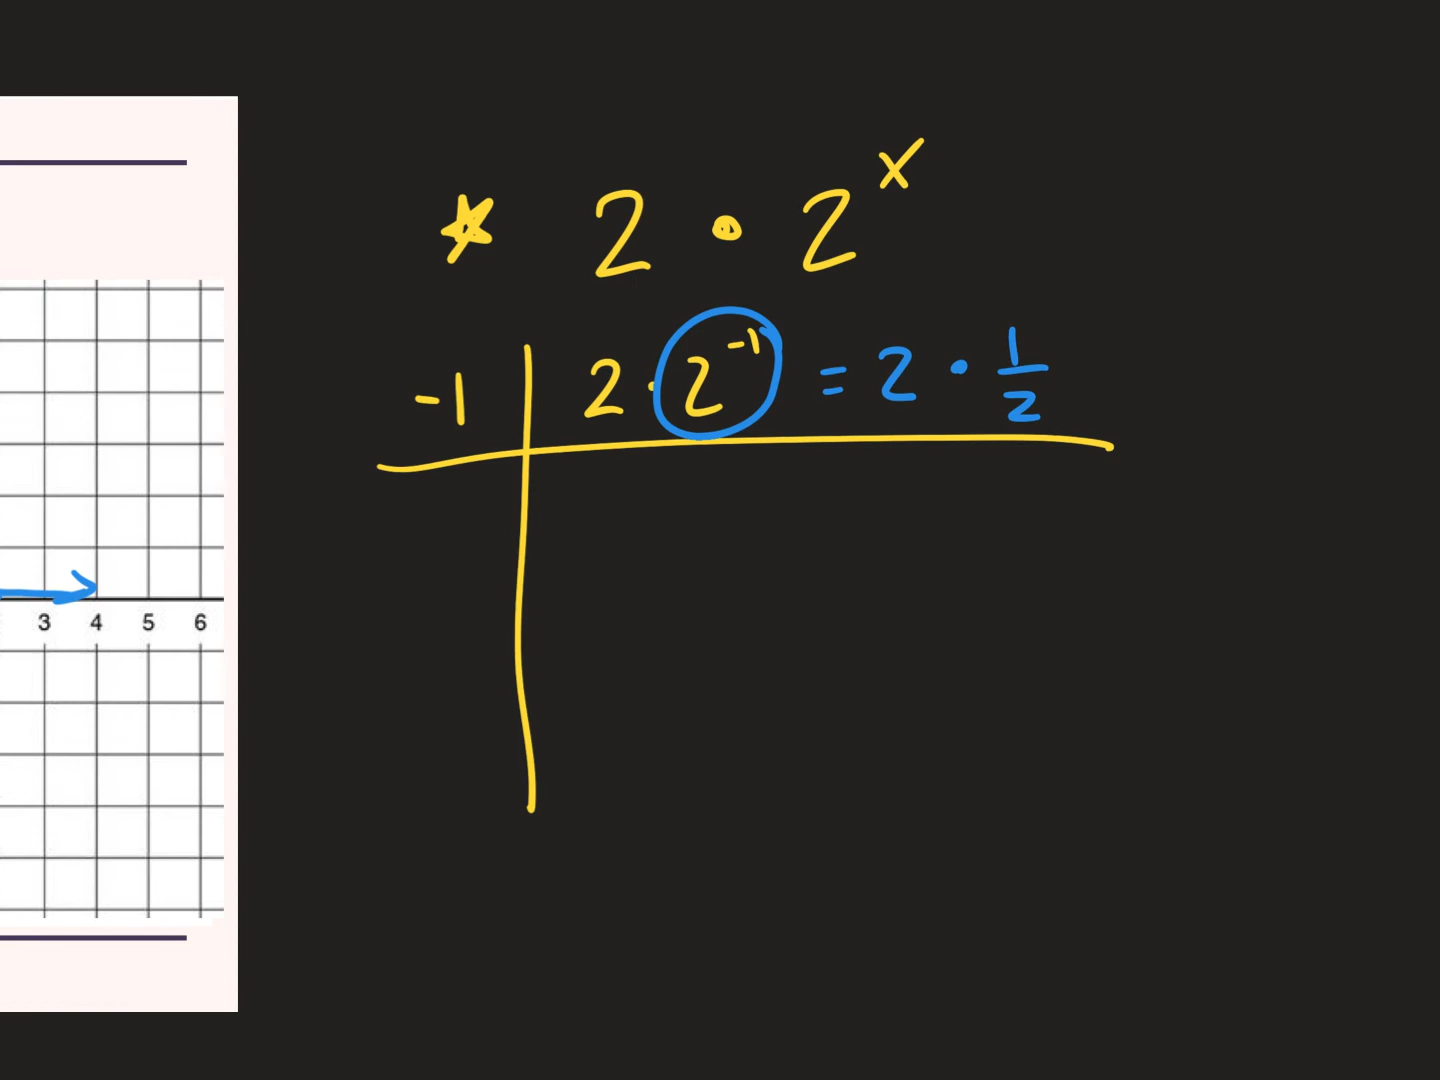 * 2 · 2^x
-1 | 2 · 2^-1 = 2 · 1/2
3 4 5 6